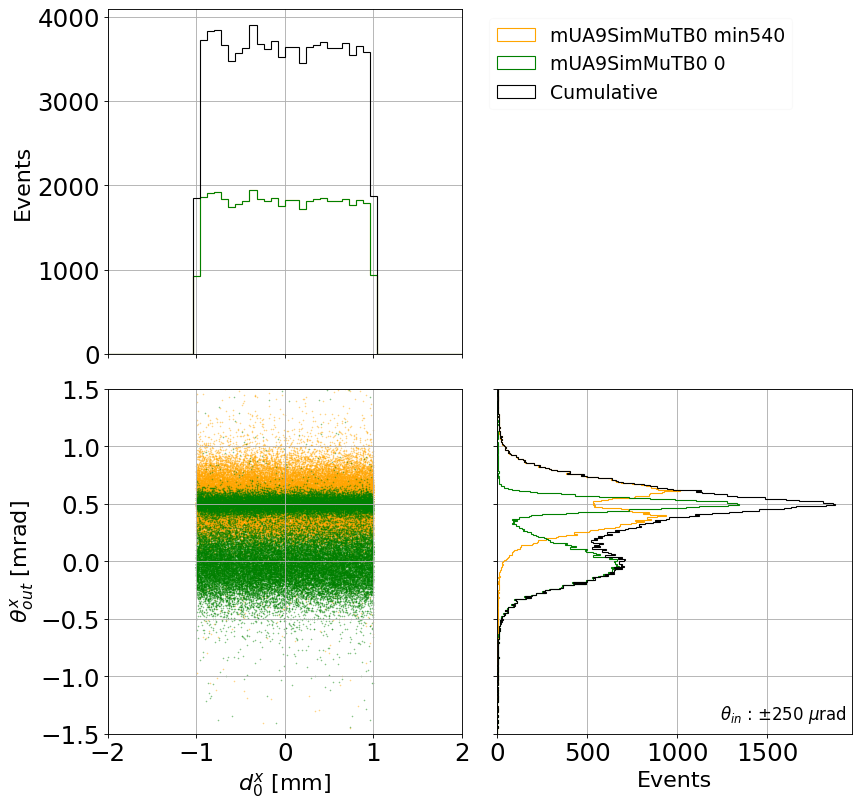 4000
3000
2000
1000
0
Events
mUA9SimMuTB0 min540
mUA9SimMuTB0 0
Cumulative
1.5
1.0
0.5
0.0
−0.5
−1.0
−1.5
θ_out^x [mrad]
−2 −1 0 1 2
d_0^x [mm]
θ_in : ±250 μrad
0 500 1000 1500
Events